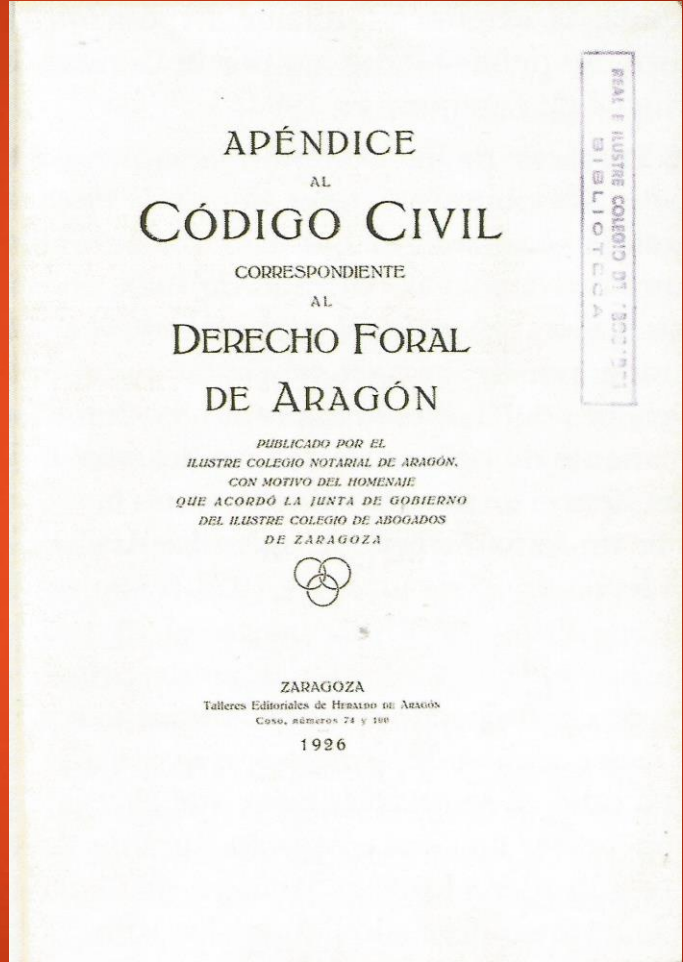 APÉNDICE
AL
CÓDIGO CIVIL
CORRESPONDIENTE
AL
DERECHO FORAL
DE ARAGÓN
PUBLICADO POR EL
ILUSTRE COLEGIO NOTARIAL DE ARAGÓN,
CON MOTIVO DEL HOMENAJE
QUE ACORDÓ LA JUNTA DE GOBIERNO
DEL ILUSTRE COLEGIO DE ABOGADOS
DE ZARAGOZA
ZARAGOZA
Talleres Editoriales de HERALDO DE ARAGÓN
Coso, números 74 y 100
1926
REAL E ILUSTRE COLEGIO DE
BIBLIOTECA